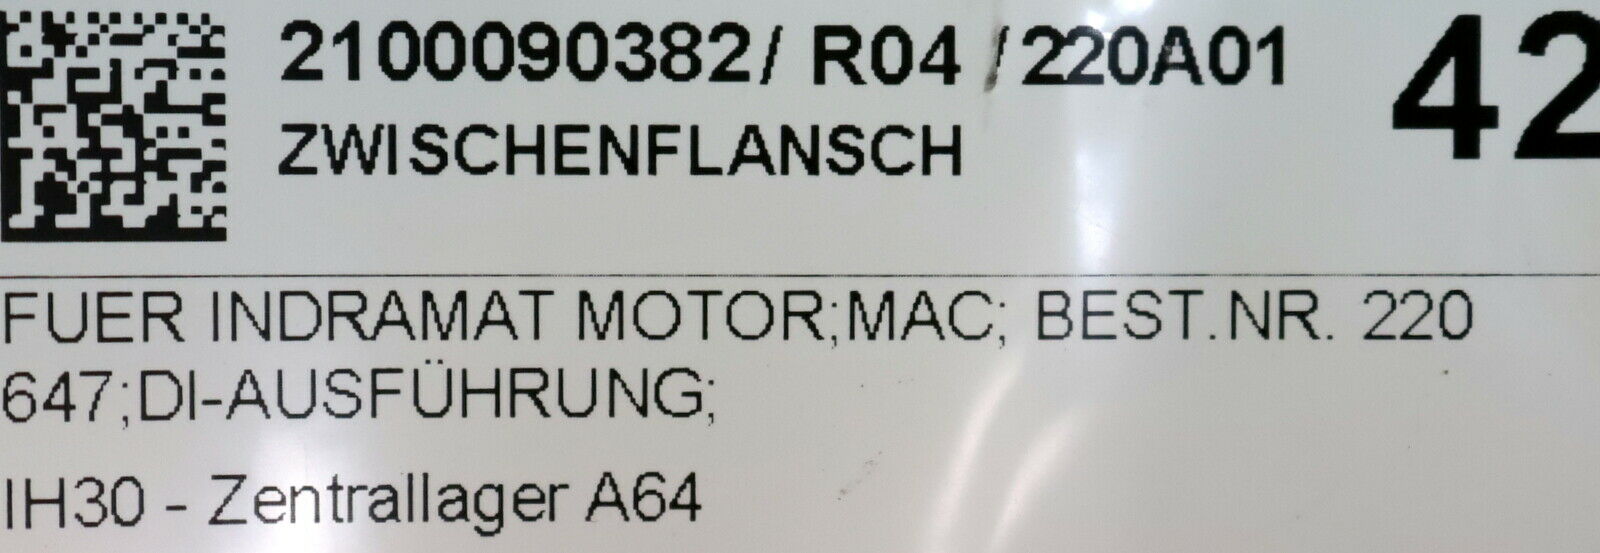 2100090382/ R04 /220A01 42
ZWISCHENFLANSCH
FUER INDRAMAT MOTOR;MAC; BEST.NR. 220
647;DI-AUSFÜHRUNG;
IH30 - Zentrallager A64